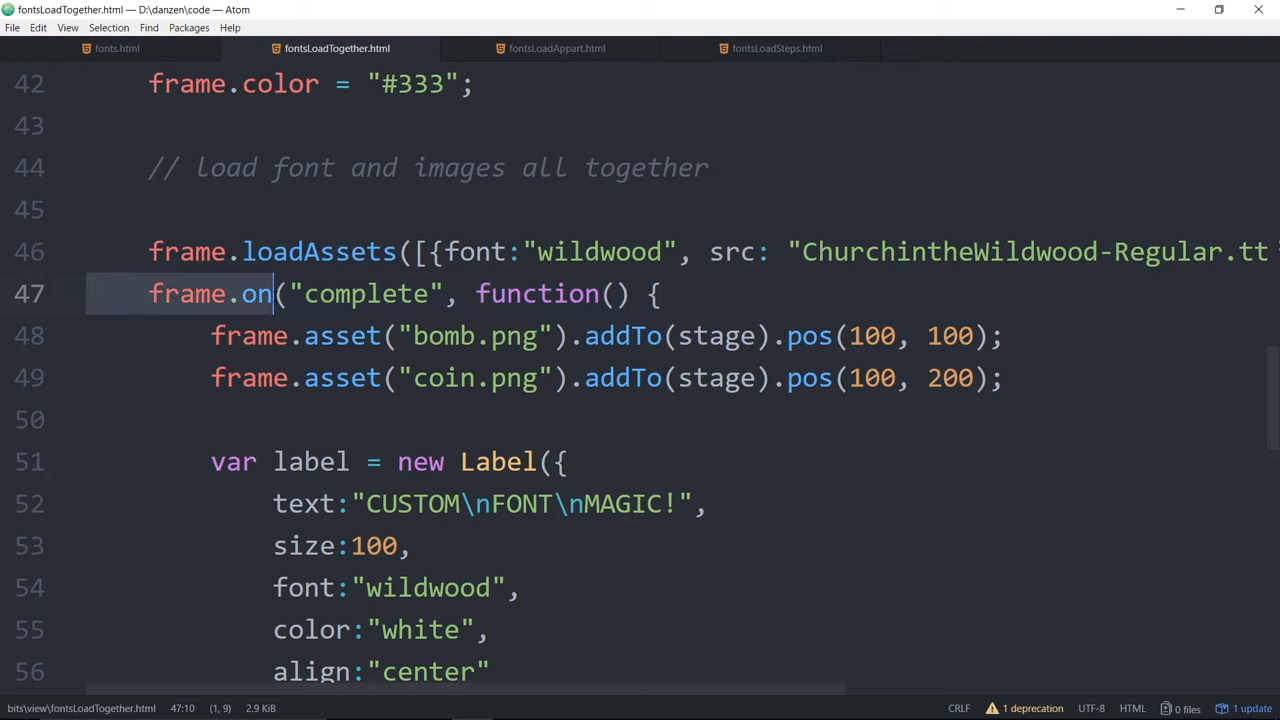 fontsLoadTogether.html — D:\danzen\code — Atom
File Edit View Selection Find Packages Help
fonts.html fontsLoadTogether.html fontsLoadAppart.html fontsLoadSteps.html
42 frame.color = "#333";
43
44 // load font and images all together
45
46 frame.loadAssets([{font:"wildwood", src: "ChurchintheWildwood-Regular.tt
47 frame.on("complete", function() {
48 frame.asset("bomb.png").addTo(stage).pos(100, 100);
49 frame.asset("coin.png").addTo(stage).pos(100, 200);
50
51 var label = new Label({
52 text:"CUSTOM\nFONT\nMAGIC!",
53 size:100,
54 font:"wildwood",
55 color:"white",
56 align:"center"
bits\view\fontsLoadTogether.html 47:10 (1, 9) 2.9 KiB CRLF 1 deprecation UTF-8 HTML 0 files 1 update